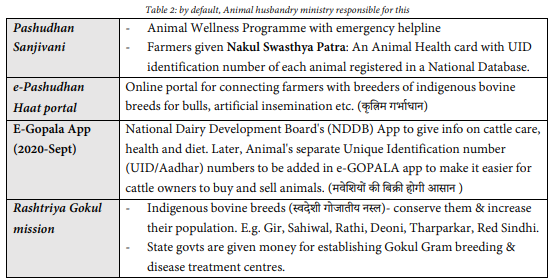 Table 2: by default, Animal husbandry ministry responsible for this
Pashudhan
Sanjivani
- Animal Wellness Programme with emergency helpline
- Farmers given Nakul Swasthya Patra: An Animal Health card with UID
identification number of each animal registered in a National Database.
e-Pashudhan
Haat portal
Online portal for connecting farmers with breeders of indigenous bovine
breeds for bulls, artificial insemination etc. (कृत्रिम गर्भाधान)
E-Gopala App
(2020-Sept)
National Dairy Development Board's (NDDB) App to give info on cattle care,
health and diet. Later, Animal's separate Unique Identification number
(UID/Aadhar) numbers to be added in e-GOPALA app to make it easier for
cattle owners to buy and sell animals. (मवेशियों की बिक्री होगी आसान )
Rashtriya Gokul
mission
- Indigenous bovine breeds (स्वदेशी गोजातीय नस्ल)- conserve them & increase
their population. E.g. Gir, Sahiwal, Rathi, Deoni, Tharparkar, Red Sindhi.
- State govts are given money for establishing Gokul Gram breeding &
disease treatment centres.